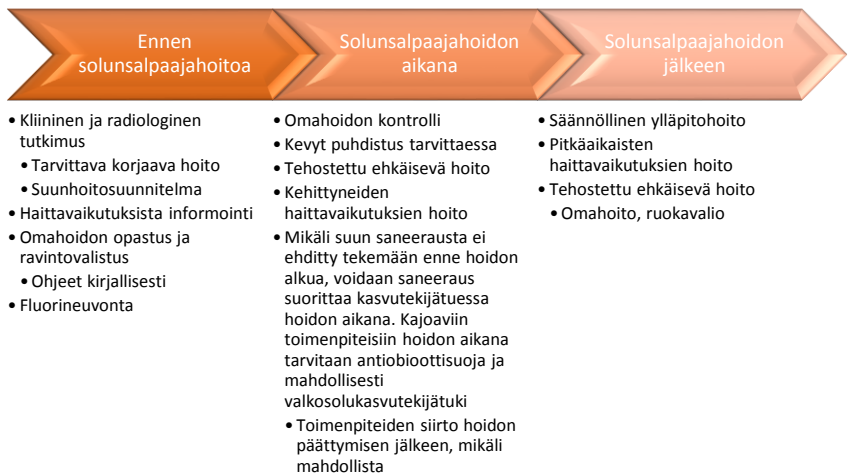 Ennen
solunsalpaajahoitoa
Solunsalpaajahoidon
aikana
Solunsalpaajahoidon
jälkeen
• Kliininen ja radiologinen
tutkimus
• Tarvittava korjaava hoito
• Suunhoitosuunnitelma
• Haittavaikutuksista informointi
• Omahoidon opastus ja
ravintovalistus
• Ohjeet kirjallisesti
• Fluorineuvonta
• Omahoidon kontrolli
• Kevyt puhdistus tarvittaessa
• Tehostettu ehkäisevä hoito
• Kehittyneiden
haittavaikutuksien hoito
• Mikäli suun saneerausta ei
ehditty tekemään enne hoidon
alkua, voidaan saneeraus
suorittaa kasvutekijätuessa
hoidon aikana. Kajoaviin
toimenpiteisiin hoidon aikana
tarvitaan antiobioottisuoja ja
mahdollisesti
valkosolukasvutekijätuki
• Toimenpiteiden siirto hoidon
päättymisen jälkeen, mikäli
mahdollista
• Säännöllinen ylläpitohoito
• Pitkäaikaisten
haittavaikutuksien hoito
• Tehostettu ehkäisevä hoito
• Omahoito, ruokavalio